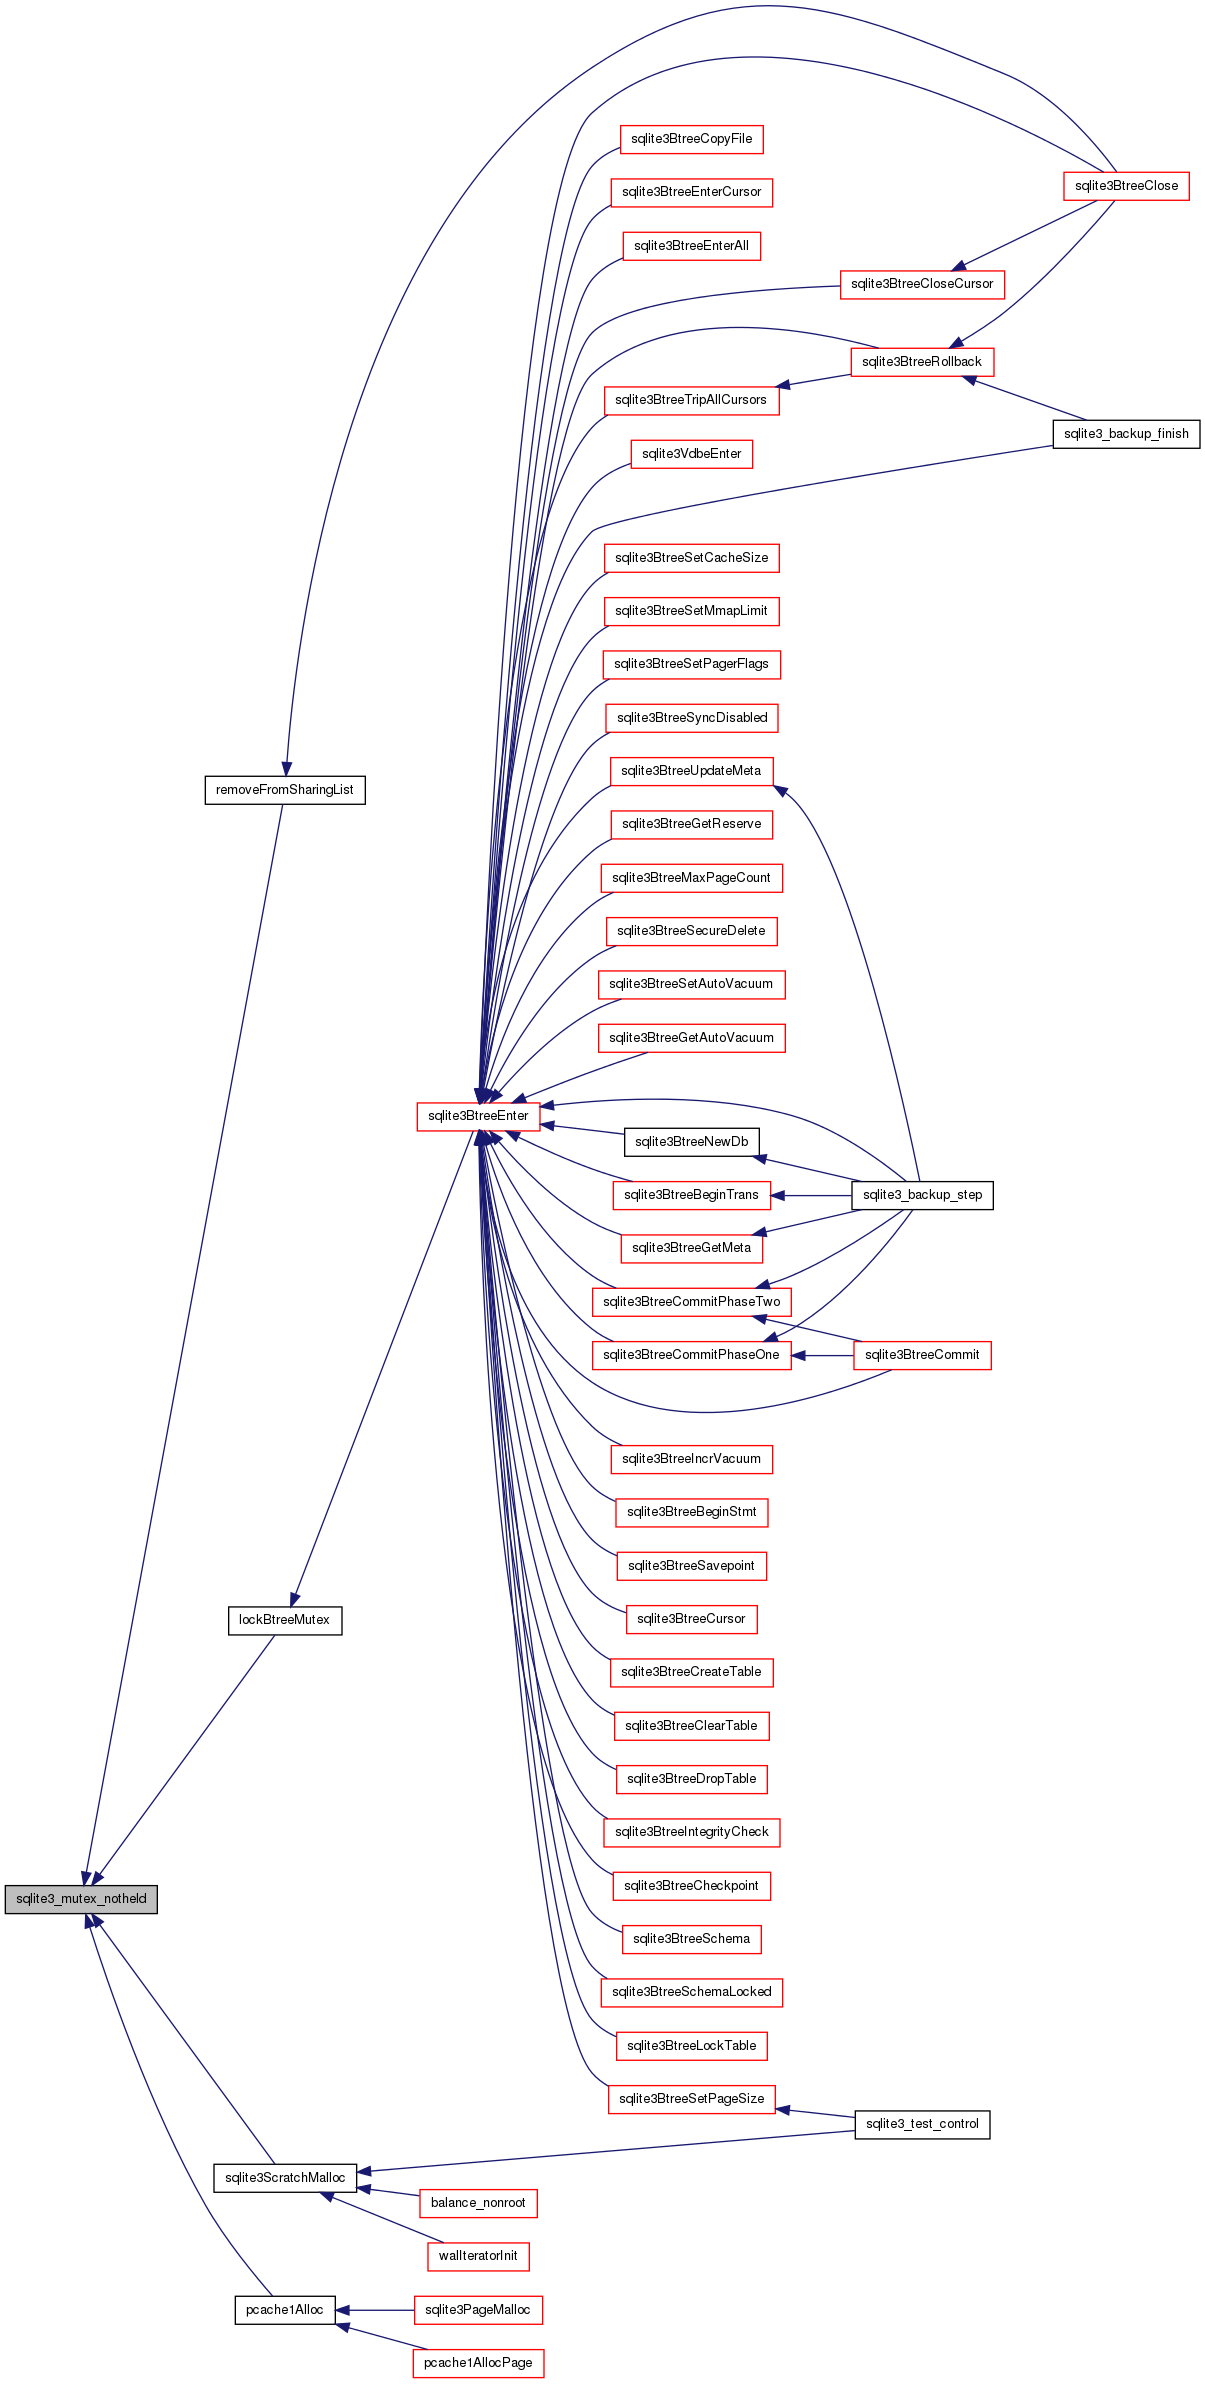 sqlite3BtreeCopyFile
sqlite3BtreeClose
sqlite3BtreeEnterCursor
sqlite3BtreeEnterAll
sqlite3BtreeCloseCursor
sqlite3BtreeRollback
sqlite3BtreeTripAllCursors
sqlite3_backup_finish
sqlite3VdbeEnter
sqlite3BtreeSetCacheSize
sqlite3BtreeSetMmapLimit
sqlite3BtreeSetPagerFlags
sqlite3BtreeSyncDisabled
sqlite3BtreeUpdateMeta
removeFromSharingList
sqlite3BtreeGetReserve
sqlite3BtreeMaxPageCount
sqlite3BtreeSecureDelete
sqlite3BtreeSetAutoVacuum
sqlite3BtreeGetAutoVacuum
sqlite3BtreeEnter
sqlite3BtreeNewDb
sqlite3BtreeBeginTrans
sqlite3_backup_step
sqlite3BtreeGetMeta
sqlite3BtreeCommitPhaseTwo
sqlite3BtreeCommitPhaseOne
sqlite3BtreeCommit
sqlite3BtreeIncrVacuum
sqlite3BtreeBeginStmt
sqlite3BtreeSavepoint
lockBtreeMutex
sqlite3BtreeCursor
sqlite3BtreeCreateTable
sqlite3BtreeClearTable
sqlite3BtreeDropTable
sqlite3BtreeIntegrityCheck
sqlite3BtreeCheckpoint
sqlite3_mutex_notheld
sqlite3BtreeSchema
sqlite3BtreeSchemaLocked
sqlite3BtreeLockTable
sqlite3BtreeSetPageSize
sqlite3_test_control
sqlite3ScratchMalloc
balance_nonroot
walIteratorInit
pcache1Alloc
sqlite3PageMalloc
pcache1AllocPage